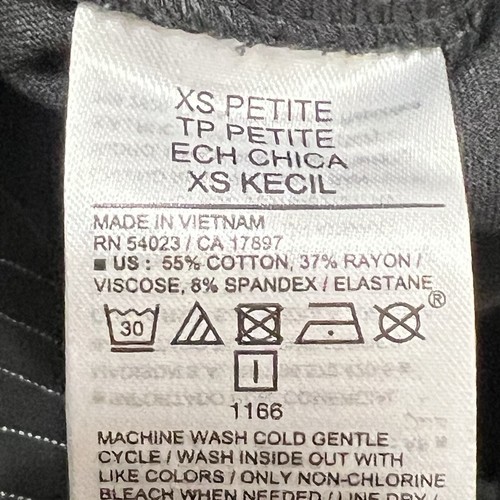 XS PETITE
TP PETITE
ECH CHICA
XS KECIL
MADE IN VIETNAM
RN 54023 / CA 17897
■ US : 55% COTTON, 37% RAYON /
VISCOSE, 8% SPANDEX / ELASTANE
30
®
I
1166
MACHINE WASH COLD GENTLE
CYCLE / WASH INSIDE OUT WITH
LIKE COLORS / ONLY NON-CHLORINE
BLEACH WHEN NEEDED / LINE DRY